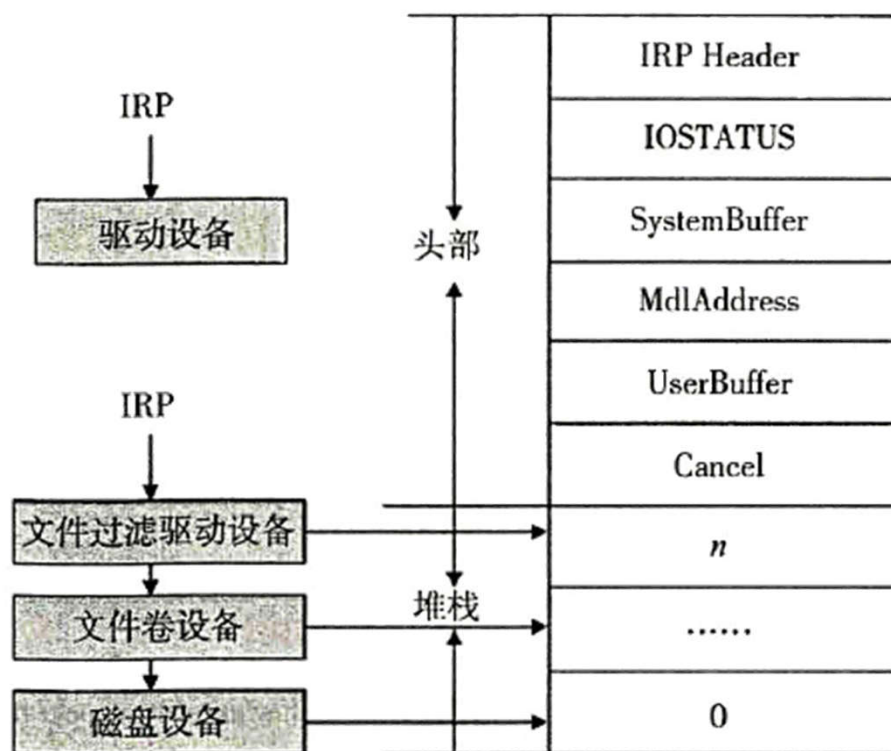 IRP
驱动设备
IRP
文件过滤驱动设备
文件卷设备
磁盘设备
头部
堆栈
IRP Header
IOSTATUS
SystemBuffer
MdlAddress
UserBuffer
Cancel
n
……
0